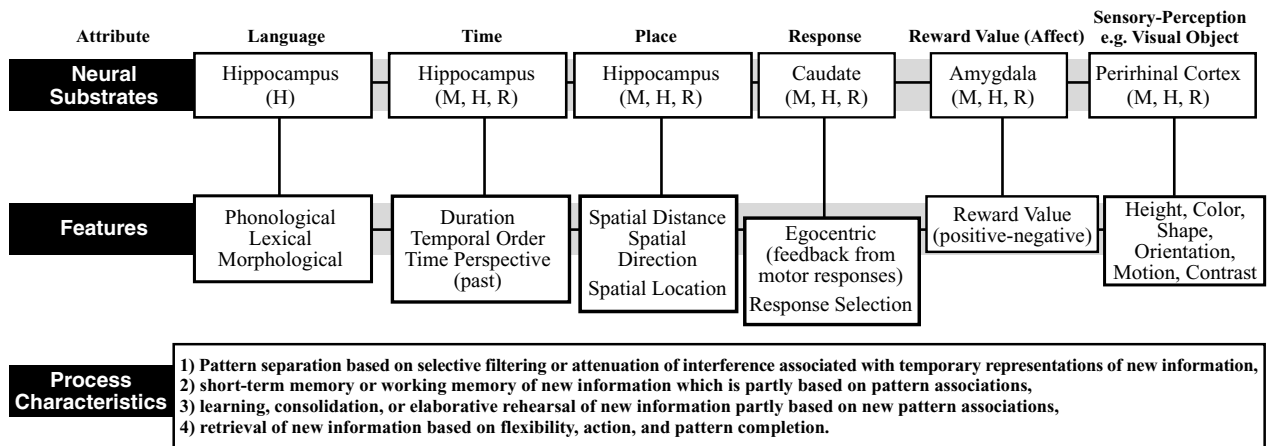 Attribute
Language
Time
Place
Response
Reward Value (Affect)
Sensory-Perception
e.g. Visual Object
Neural
Substrates
Hippocampus
(H)
Hippocampus
(M, H, R)
Hippocampus
(M, H, R)
Caudate
(M, H, R)
Amygdala
(M, H, R)
Perirhinal Cortex
(M, H, R)
Features
Phonological
Lexical
Morphological
Duration
Temporal Order
Time Perspective
(past)
Spatial Distance
Spatial
Direction
Spatial Location
Egocentric
(feedback from
motor responses)
Response Selection
Reward Value
(positive-negative)
Height, Color,
Shape,
Orientation,
Motion, Contrast
Process
Characteristics
1) Pattern separation based on selective filtering or attenuation of interference associated with temporary representations of new information,
2) short-term memory or working memory of new information which is partly based on pattern associations,
3) learning, consolidation, or elaborative rehearsal of new information partly based on new pattern associations,
4) retrieval of new information based on flexibility, action, and pattern completion.